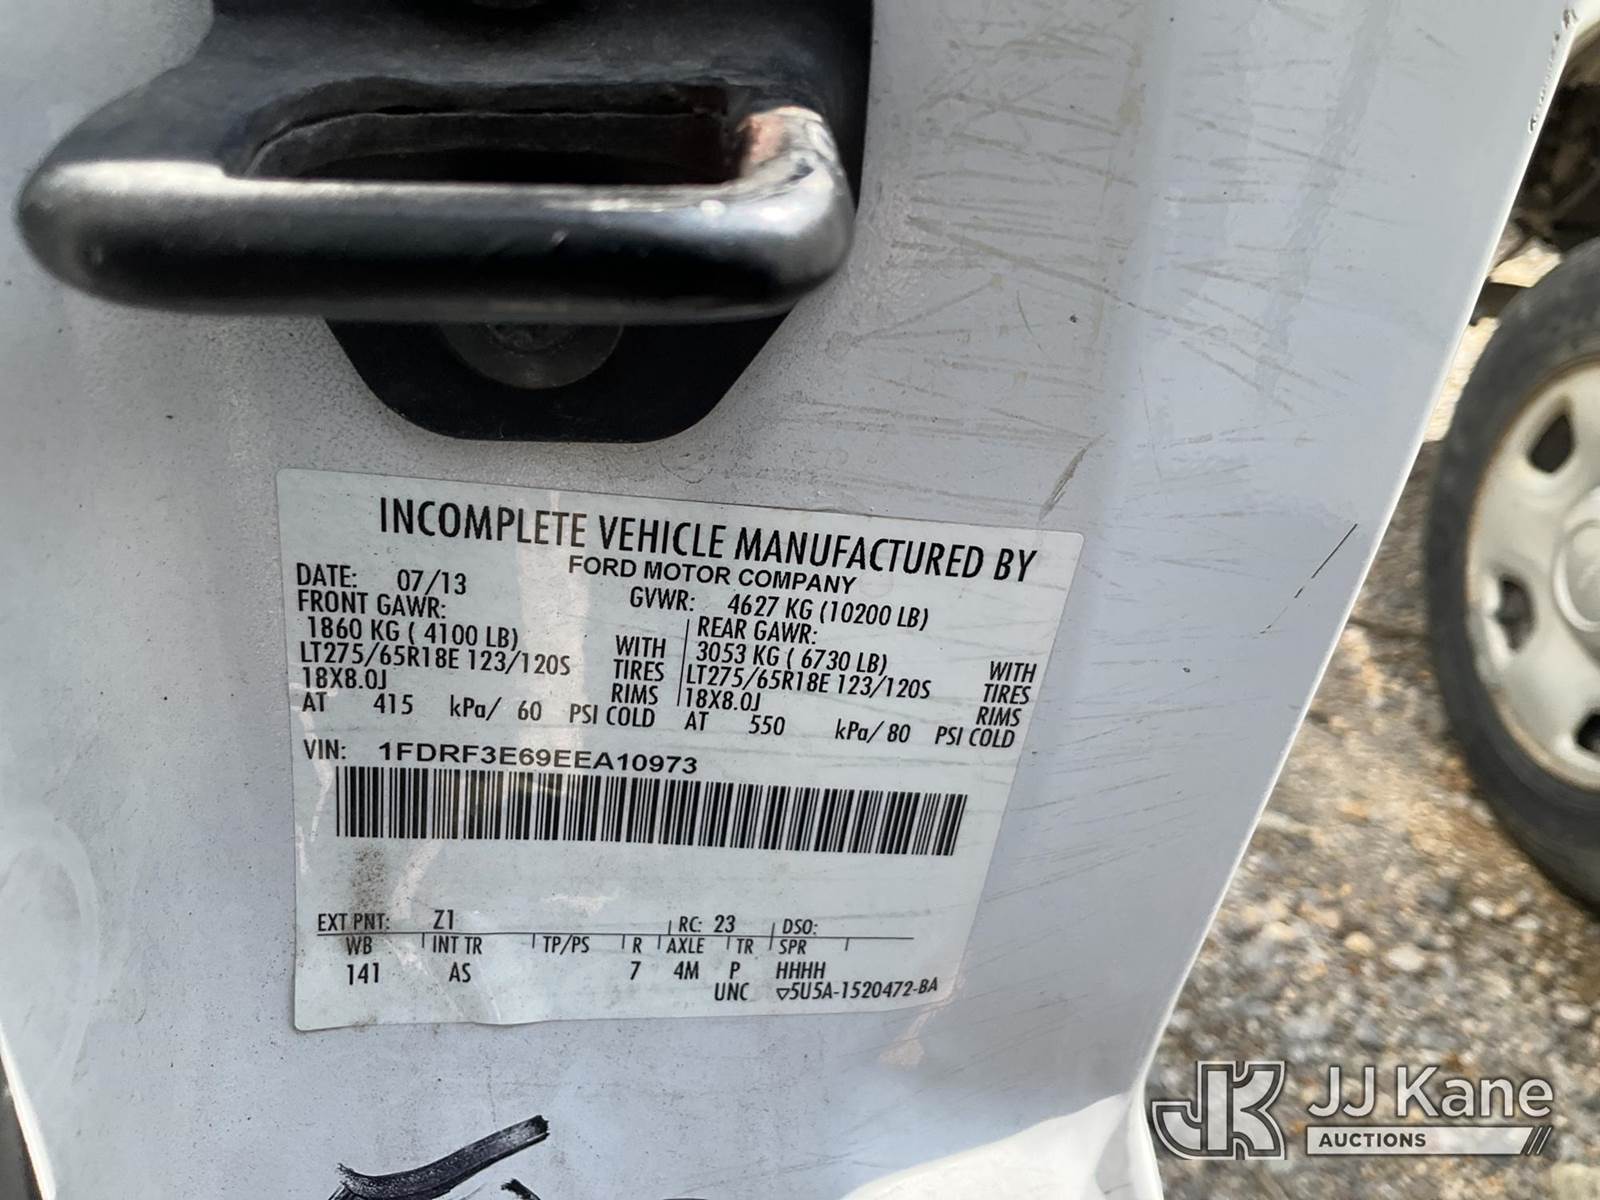 INCOMPLETE VEHICLE MANUFACTURED BY
FORD MOTOR COMPANY
DATE: 07/13 GVWR: 4627 KG (10200 LB)
FRONT GAWR: REAR GAWR:
1860 KG ( 4100 LB) WITH 3053 KG ( 6730 LB) WITH
LT275/65R18E 123/120S TIRES LT275/65R18E 123/120S TIRES
18X8.0J RIMS 18X8.0J RIMS
AT 415 kPa/ 60 PSI COLD AT 550 kPa/ 80 PSI COLD
VIN: 1FDRF3E69EEA10973
EXT PNT: Z1 RC: 23 DSO:
WB INT TR TP/PS R AXLE TR SPR
141 AS 7 4M P HHHH
UNC ▽5U5A-1520472-BA
JK JJ Kane
AUCTIONS